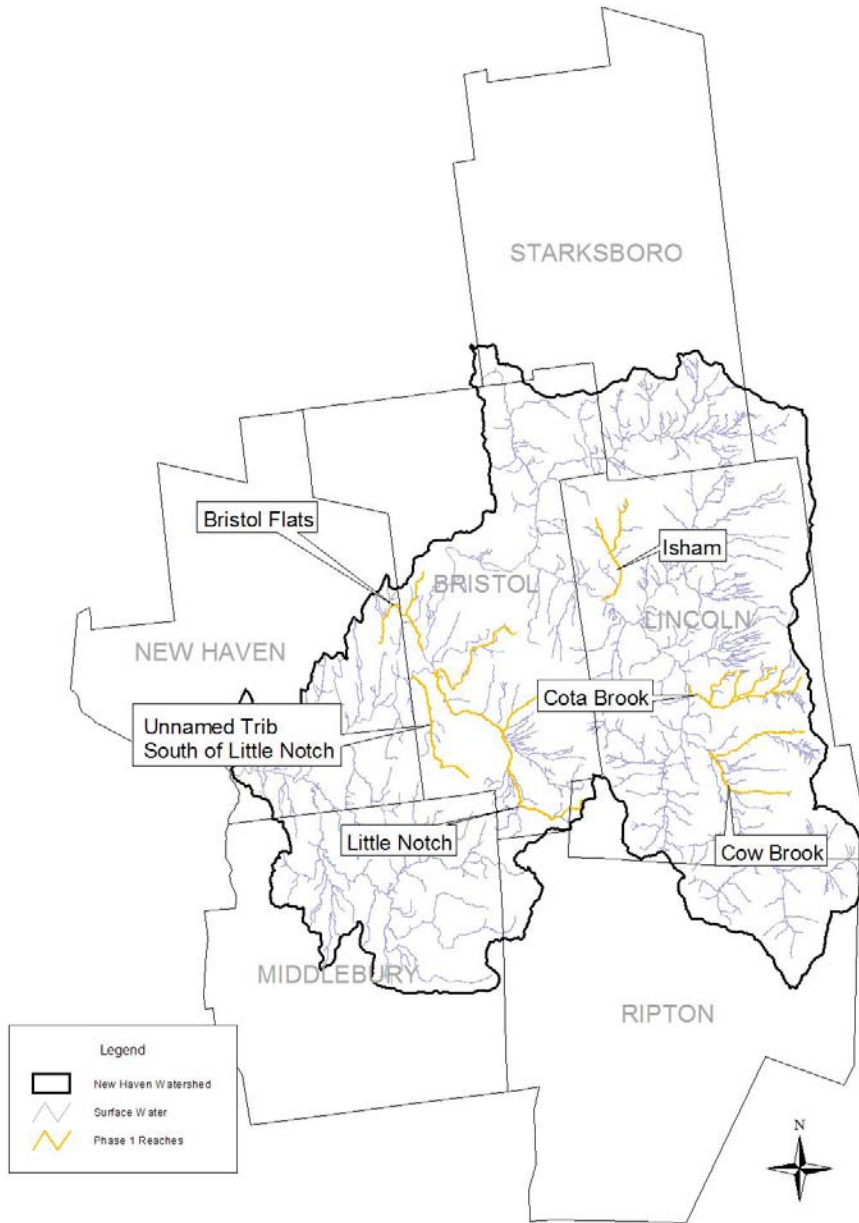 STARKSBORO
Bristol Flats
Isham
BRISTOL
LINCOLN
NEW HAVEN
Cota Brook
Unnamed Trib
South of Little Notch
Little Notch
Cow Brook
MIDDLEBURY
RIPTON
Legend
New Haven Watershed
Surface Water
Phase 1 Reaches
N